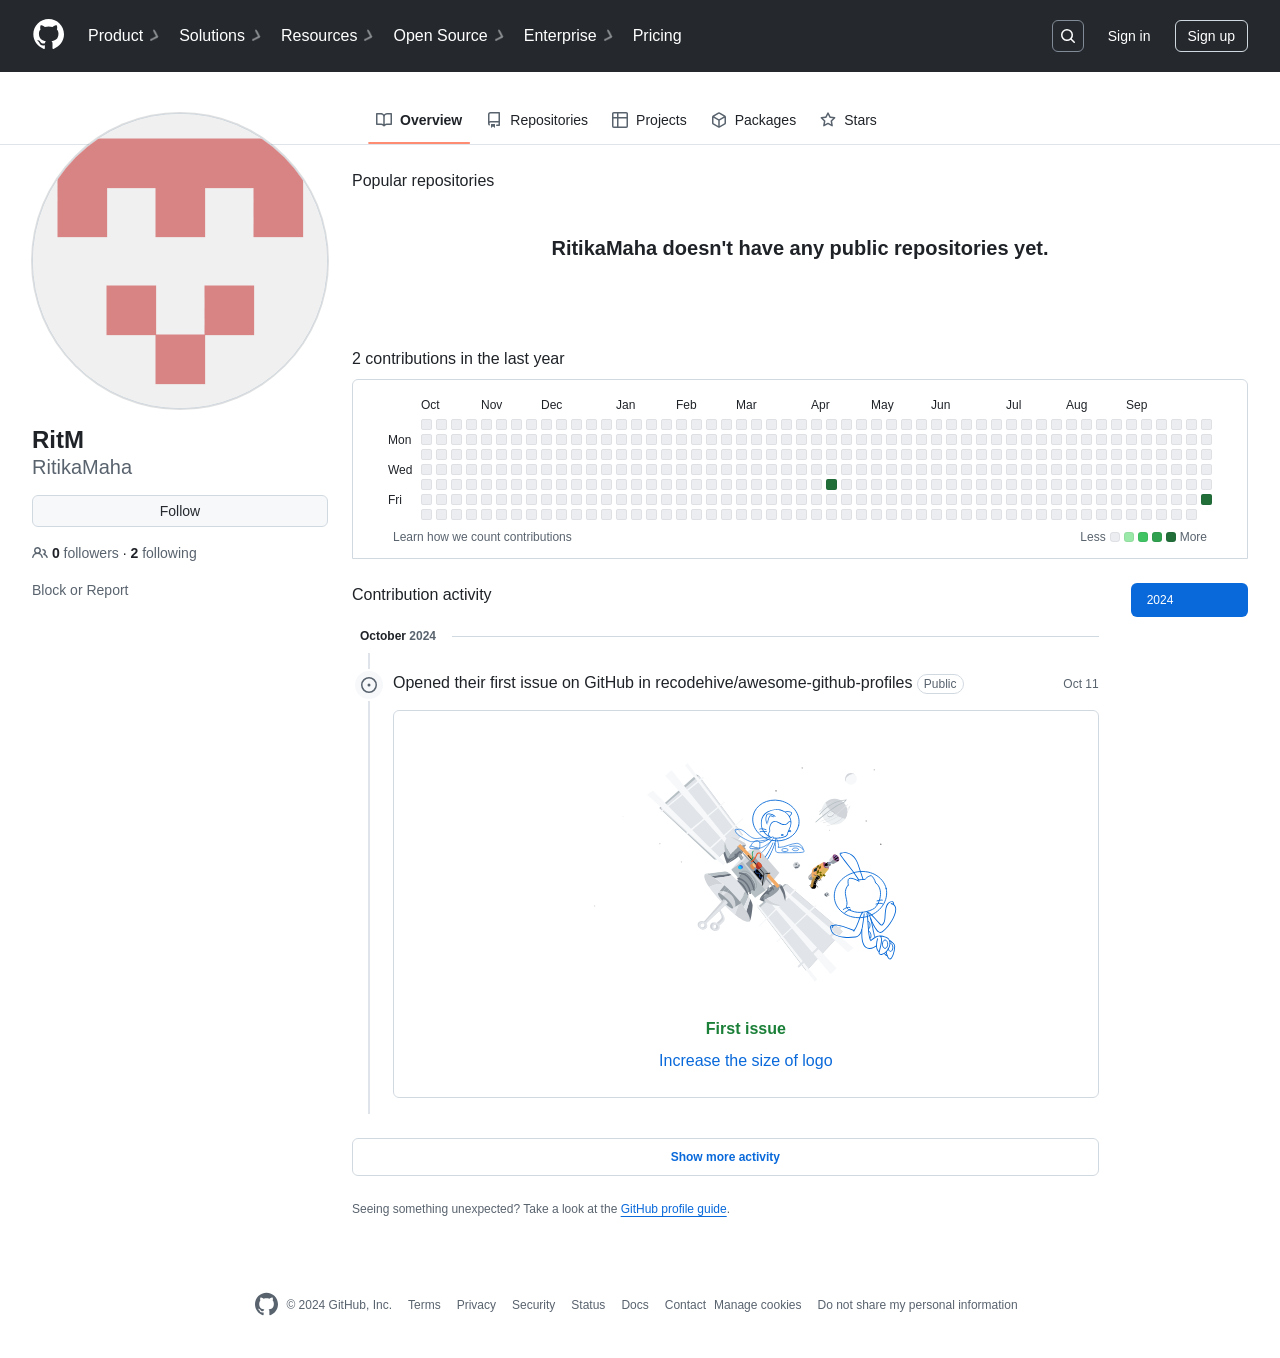 Product Solutions Resources Open Source Enterprise Pricing Sign in Sign up
Overview Repositories Projects Packages Stars
Popular repositories
RitikaMaha doesn't have any public repositories yet.
2 contributions in the last year
Oct Nov Dec Jan Feb Mar Apr May Jun Jul Aug Sep
Mon
Wed
Fri
Learn how we count contributions Less More
RitM
RitikaMaha
Follow
0 followers · 2 following
Block or Report
Contribution activity
2024
October 2024
Opened their first issue on GitHub in recodehive/awesome-github-profiles Public Oct 11
First issue
Increase the size of logo
Show more activity
Seeing something unexpected? Take a look at the GitHub profile guide.
© 2024 GitHub, Inc. Terms Privacy Security Status Docs Contact Manage cookies Do not share my personal information